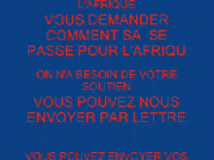 L'AFRIQUE
VOUS DEMANDER
COMMENT SA SE
PASSE POUR L'AFRIQU
ON N'A BESOIN DE VOTRE
SOUTIEN
VOUS POUVEZ NOUS
ENVOYER PAR LETTRE
VOUS POUVEZ ENVOYER VOS